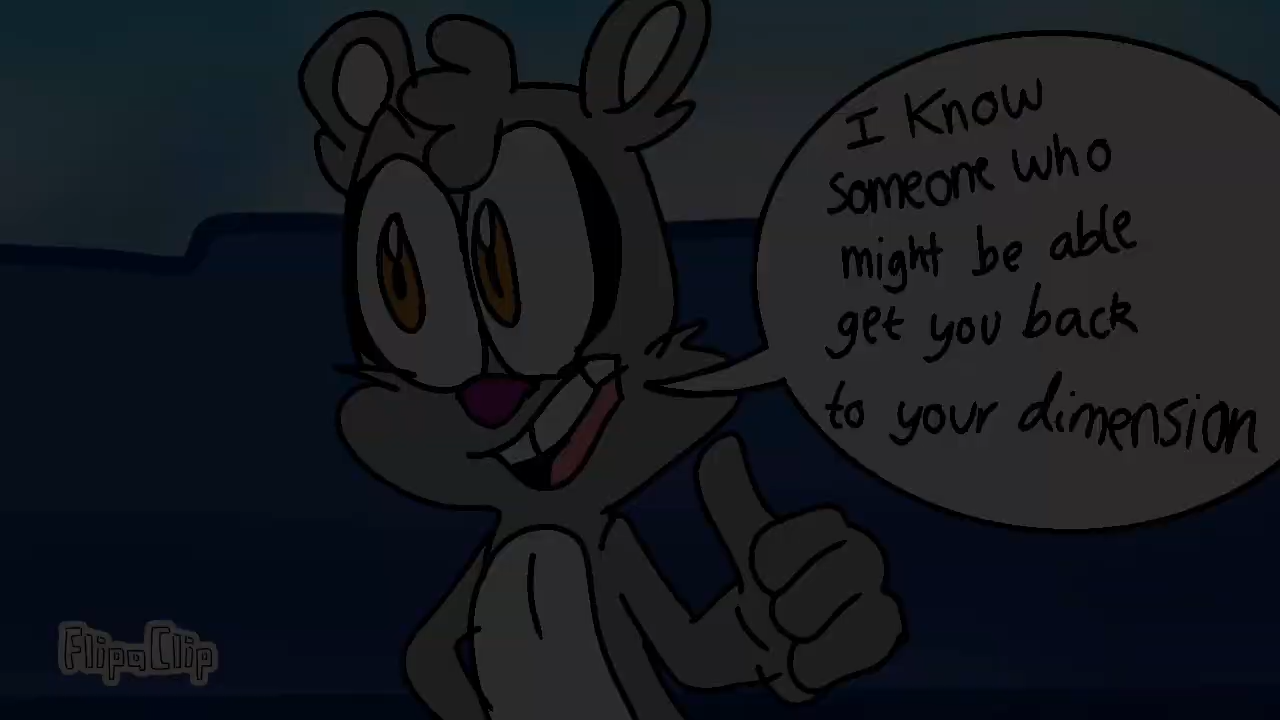 I Know
someone who
might be able
get you back
to your dimension
FlipaClip